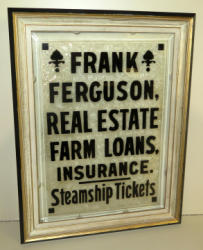 FRANK
FERGUSON,
REAL ESTATE
FARM LOANS,
INSURANCE.
Steamship Tickets